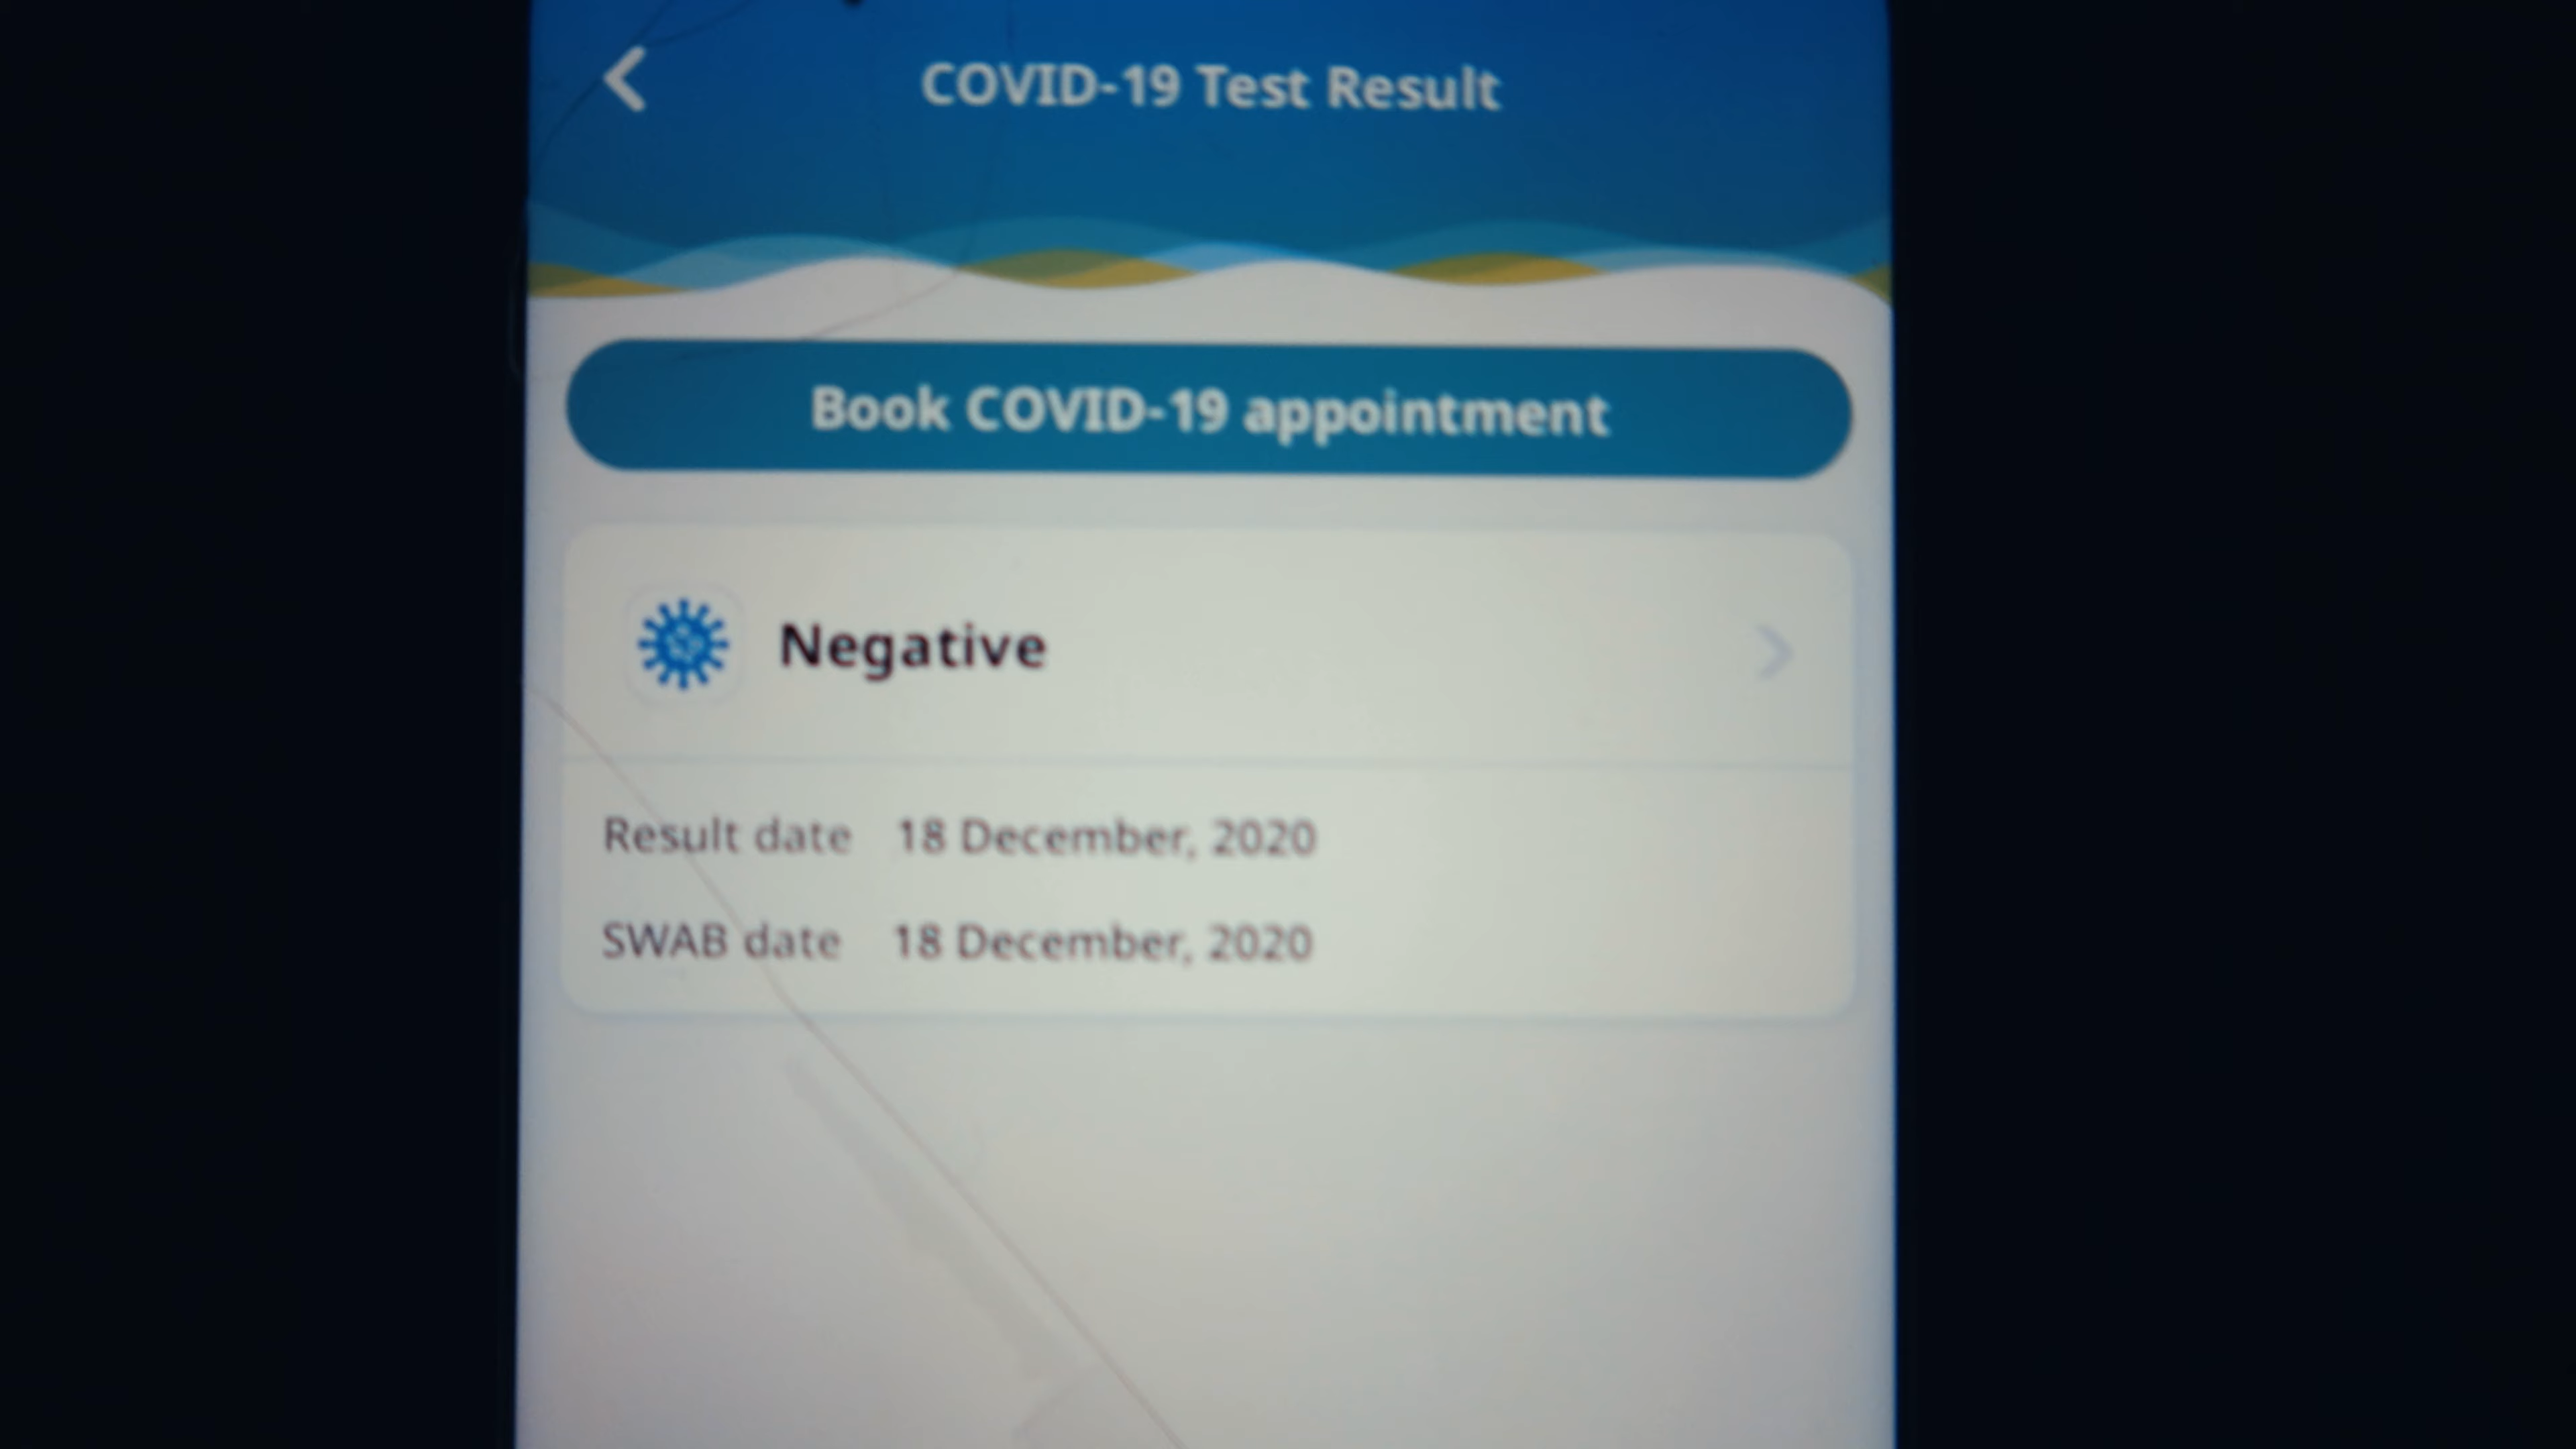 COVID-19 Test Result
Book COVID-19 appointment
Negative
Result date 18 December, 2020
SWAB date 18 December, 2020